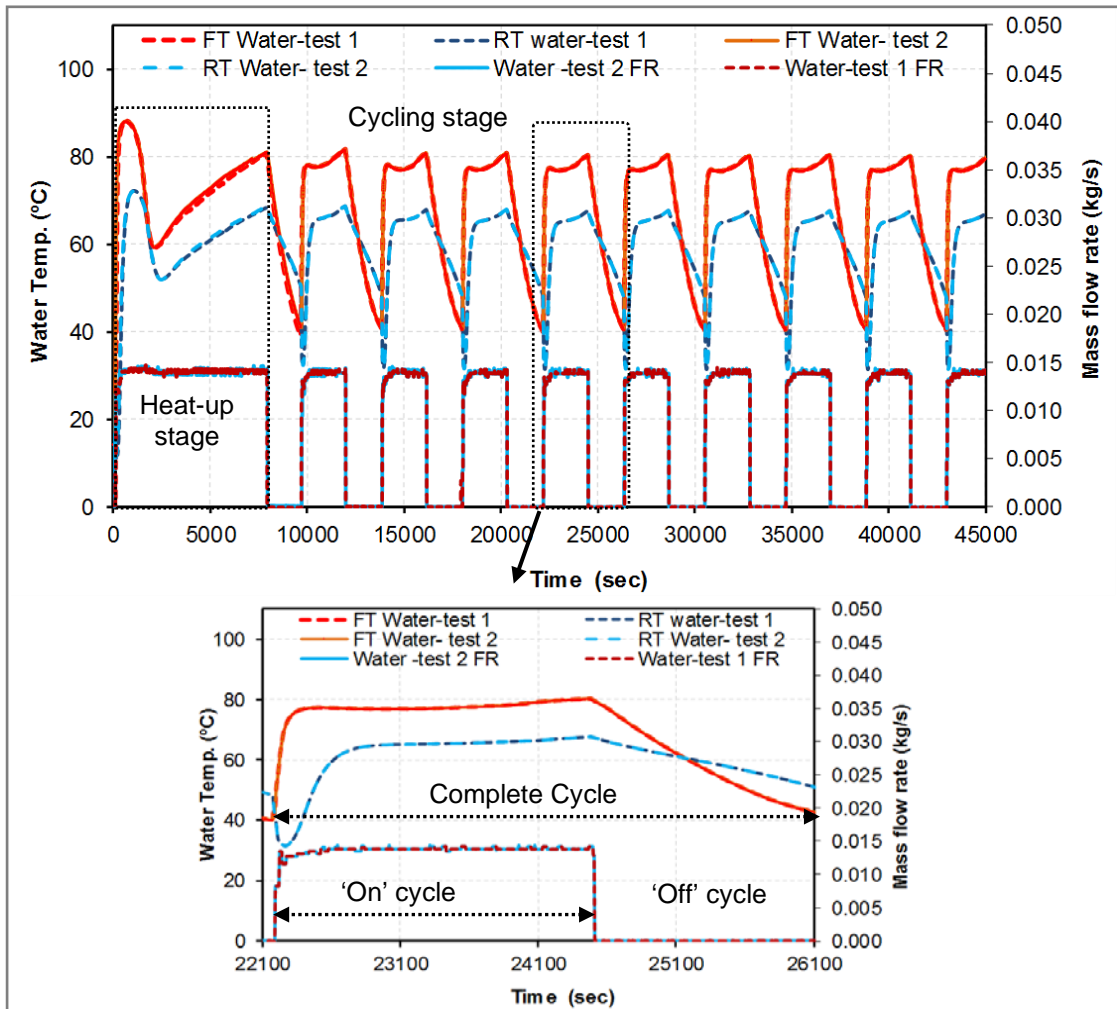 FT Water-test 1 RT water-test 1 FT Water- test 2
RT Water- test 2 Water -test 2 FR Water-test 1 FR
Cycling stage
Heat-up
stage
Water Temp. (ºC)
0 20 40 60 80 100
Mass flow rate (kg/s)
0.000 0.005 0.010 0.015 0.020 0.025 0.030 0.035 0.040 0.045 0.050
0 5000 10000 15000 20000 25000 30000 35000 40000 45000
Time (sec)
FT Water-test 1 RT water-test 1
FT Water- test 2 RT Water- test 2
Water -test 2 FR Water-test 1 FR
Complete Cycle
‘On’ cycle ‘Off’ cycle
Water Temp. (ºC)
0 20 40 60 80 100
Mass flow rate (kg/s)
0.000 0.005 0.010 0.015 0.020 0.025 0.030 0.035 0.040 0.045 0.050
22100 23100 24100 25100 26100
Time (sec)